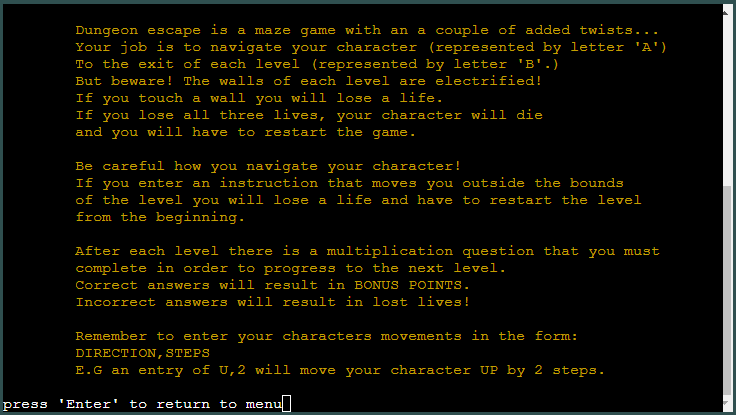 Dungeon escape is a maze game with an a couple of added twists...
Your job is to navigate your character (represented by letter 'A')
To the exit of each level (represented by letter 'B'.)
But beware! The walls of each level are electrified!
If you touch a wall you will lose a life.
If you lose all three lives, your character will die
and you will have to restart the game.
Be careful how you navigate your character!
If you enter an instruction that moves you outside the bounds
of the level you will lose a life and have to restart the level
from the beginning.
After each level there is a multiplication question that you must
complete in order to progress to the next level.
Correct answers will result in BONUS POINTS.
Incorrect answers will result in lost lives!
Remember to enter your characters movements in the form:
DIRECTION,STEPS
E.G an entry of U,2 will move your character UP by 2 steps.
press 'Enter' to return to menu